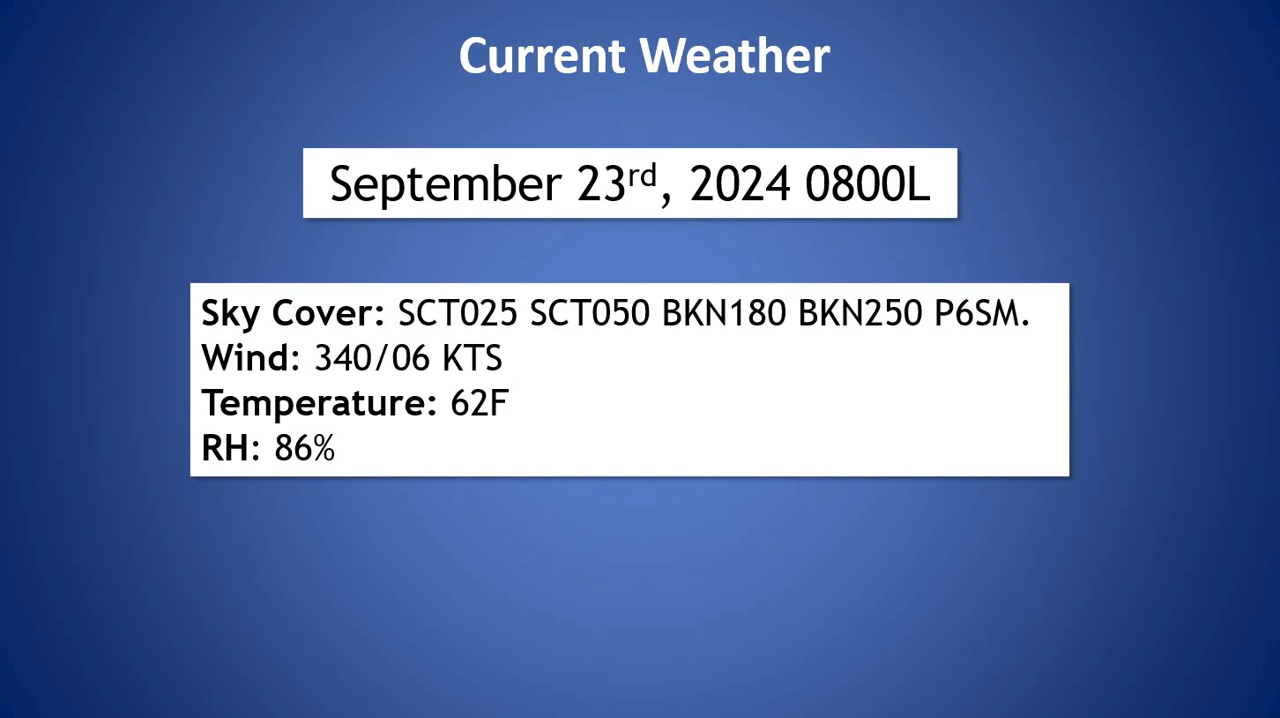 Current Weather
September 23rd, 2024 0800L
Sky Cover: SCT025 SCT050 BKN180 BKN250 P6SM.
Wind: 340/06 KTS
Temperature: 62F
RH: 86%